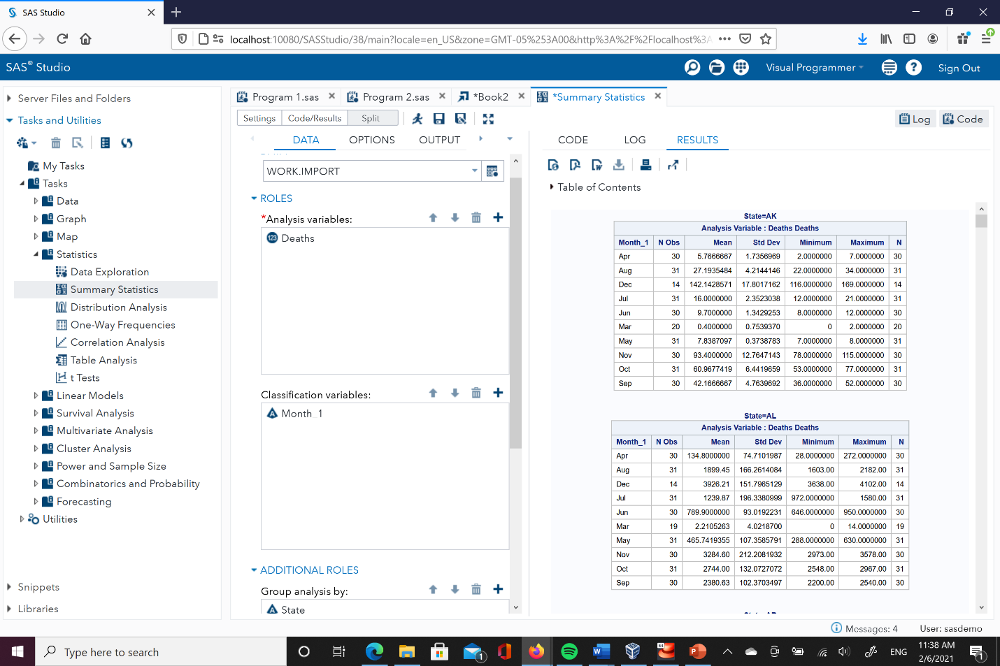 SAS Studio
localhost:10080/SASStudio/38/main?locale=en_US&zone=GMT-05%253A00&http%3A%2F%2Flocalhost%3A
SAS® Studio
Visual Programmer
Sign Out
Server Files and Folders
Tasks and Utilities
My Tasks
Tasks
Data
Graph
Map
Statistics
Data Exploration
Summary Statistics
Distribution Analysis
One-Way Frequencies
Correlation Analysis
Table Analysis
t Tests
Linear Models
Survival Analysis
Multivariate Analysis
Cluster Analysis
Power and Sample Size
Combinatorics and Probability
Forecasting
Utilities
Snippets
Libraries
Program 1.sas
Program 2.sas
*Book2
*Summary Statistics
Settings
Code/Results
Split
Log
Code
DATA
OPTIONS
OUTPUT
WORK.IMPORT
ROLES
*Analysis variables:
123 Deaths
Classification variables:
A Month_1
ADDITIONAL ROLES
Group analysis by:
A State
CODE
LOG
RESULTS
Table of Contents
State=AK
Analysis Variable : Deaths Deaths
Month_1 N Obs Mean Std Dev Minimum Maximum N
Apr 30 5.7666667 1.7356969 2.0000000 7.0000000 30
Aug 31 27.1935484 4.2144146 22.0000000 34.0000000 31
Dec 14 142.1428571 17.8017162 116.0000000 169.0000000 14
Jul 31 16.0000000 2.3523038 12.0000000 21.0000000 31
Jun 30 9.7000000 1.3429253 8.0000000 12.0000000 30
Mar 20 0.4000000 0.7539370 0 2.0000000 20
May 31 7.8387097 0.3738783 7.0000000 8.0000000 31
Nov 30 93.4000000 12.7647143 78.0000000 115.0000000 30
Oct 31 60.9677419 6.4419659 53.0000000 77.0000000 31
Sep 30 42.1666667 4.7639692 36.0000000 52.0000000 30
State=AL
Analysis Variable : Deaths Deaths
Month_1 N Obs Mean Std Dev Minimum Maximum N
Apr 30 134.8000000 74.7101987 28.0000000 272.0000000 30
Aug 31 1899.45 166.2614084 1603.00 2182.00 31
Dec 14 3926.21 151.7965129 3638.00 4102.00 14
Jul 31 1239.87 196.3380999 972.0000000 1580.00 31
Jun 30 789.9000000 93.0192231 646.0000000 950.0000000 30
Mar 19 2.2105263 4.0218700 0 14.0000000 19
May 31 465.7419355 107.3585791 288.0000000 630.0000000 31
Nov 30 3284.60 212.2081932 2973.00 3578.00 30
Oct 31 2744.00 132.0727072 2548.00 2967.00 31
Sep 30 2380.63 102.3703497 2200.00 2540.00 30
Messages: 4
User: sasdemo
Type here to search
1
64
ENG
11:38 AM
2/6/2021
1